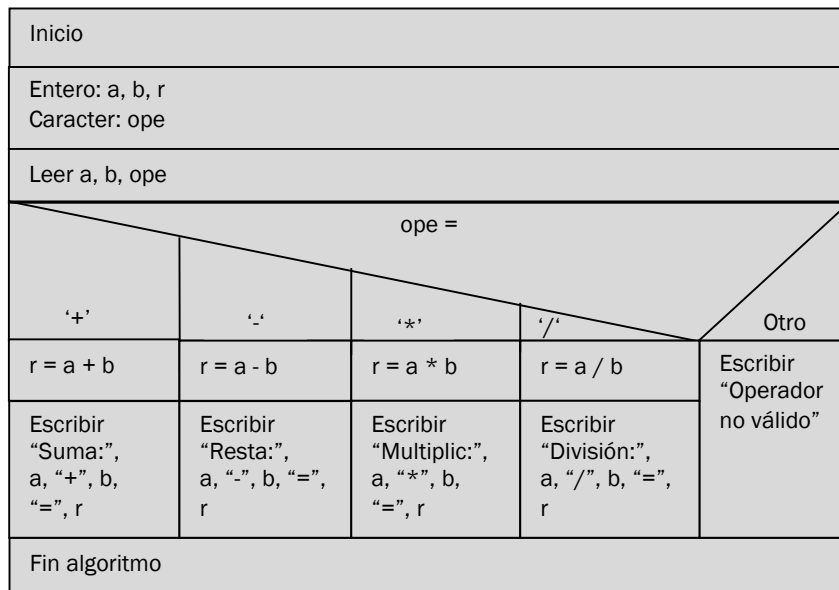 Inicio
Entero: a, b, r
Caracter: ope
Leer a, b, ope
ope =
‘+’
‘-‘
‘*’
‘/‘
Otro
r = a + b
r = a - b
r = a * b
r = a / b
Escribir
“Operador
no válido”
Escribir
“Suma:”,
a, “+”, b,
“=”, r
Escribir
“Resta:”,
a, “-”, b, “=”,
r
Escribir
“Multiplic:”,
a, “*”, b,
“=”, r
Escribir
“División:”,
a, “/”, b, “=”,
r
Fin algoritmo